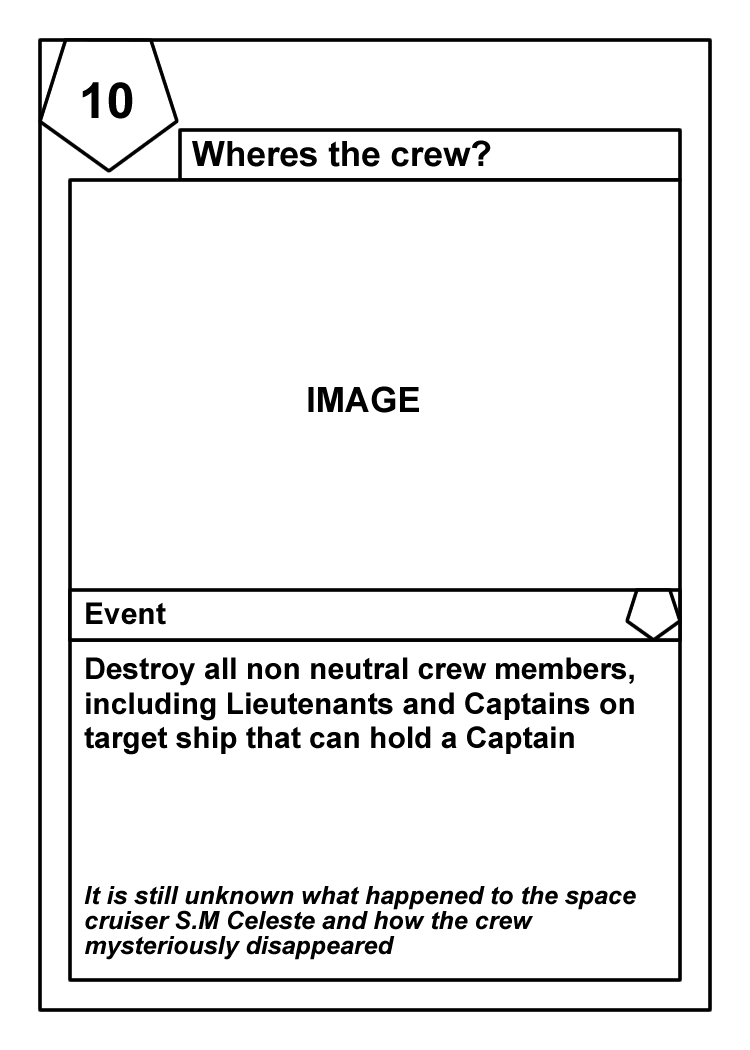 10
Wheres the crew?
IMAGE
Event
Destroy all non neutral crew members,
including Lieutenants and Captains on
target ship that can hold a Captain
It is still unknown what happened to the space
cruiser S.M Celeste and how the crew
mysteriously disappeared